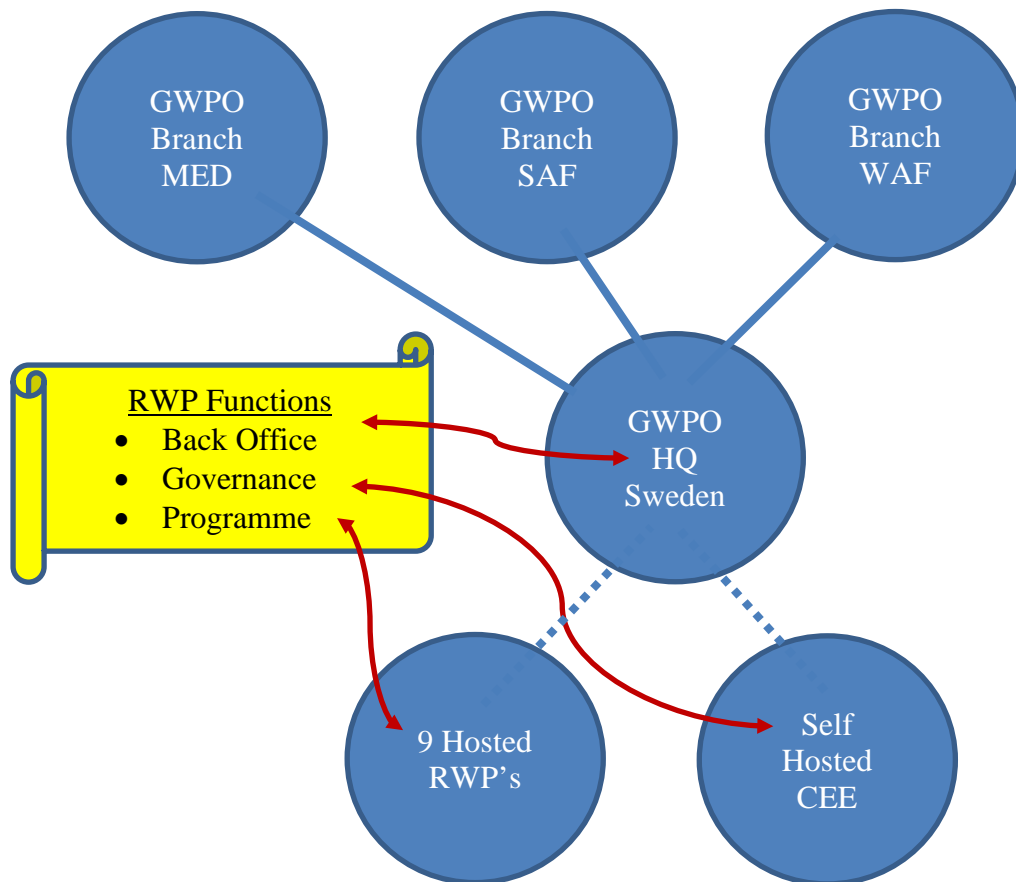 GWPO
Branch
MED
GWPO
Branch
SAF
GWPO
Branch
WAF
RWP Functions
• Back Office
• Governance
• Programme
GWPO
HQ
Sweden
9 Hosted
RWP’s
Self
Hosted
CEE